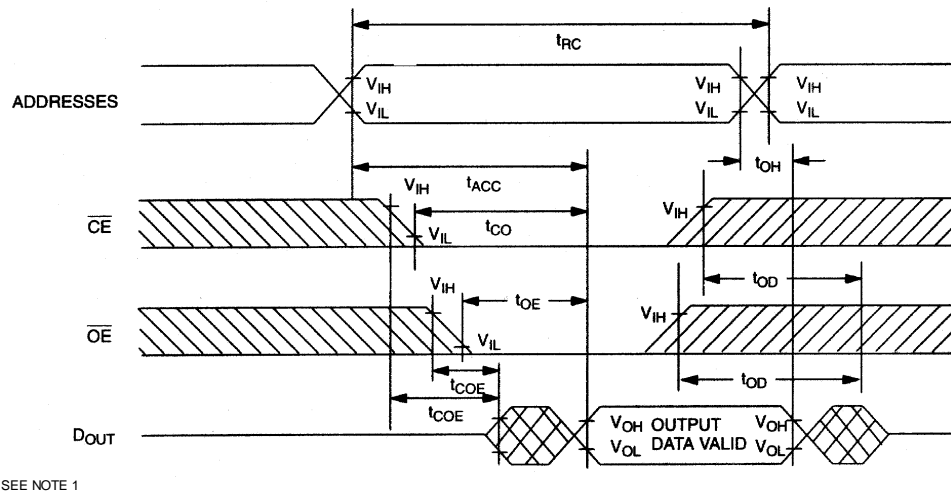 tRC
VIH
VIL
VIH
VIL
VIH
VIL
ADDRESSES
tOH
tACC
VIH
tCO
VIL
VIH
CE
tOD
VIH
tOE
VIL
VIH
OE
tOD
tCOE
tCOE
VOH OUTPUT VOH
VOL DATA VALID VOL
DOUT
SEE NOTE 1